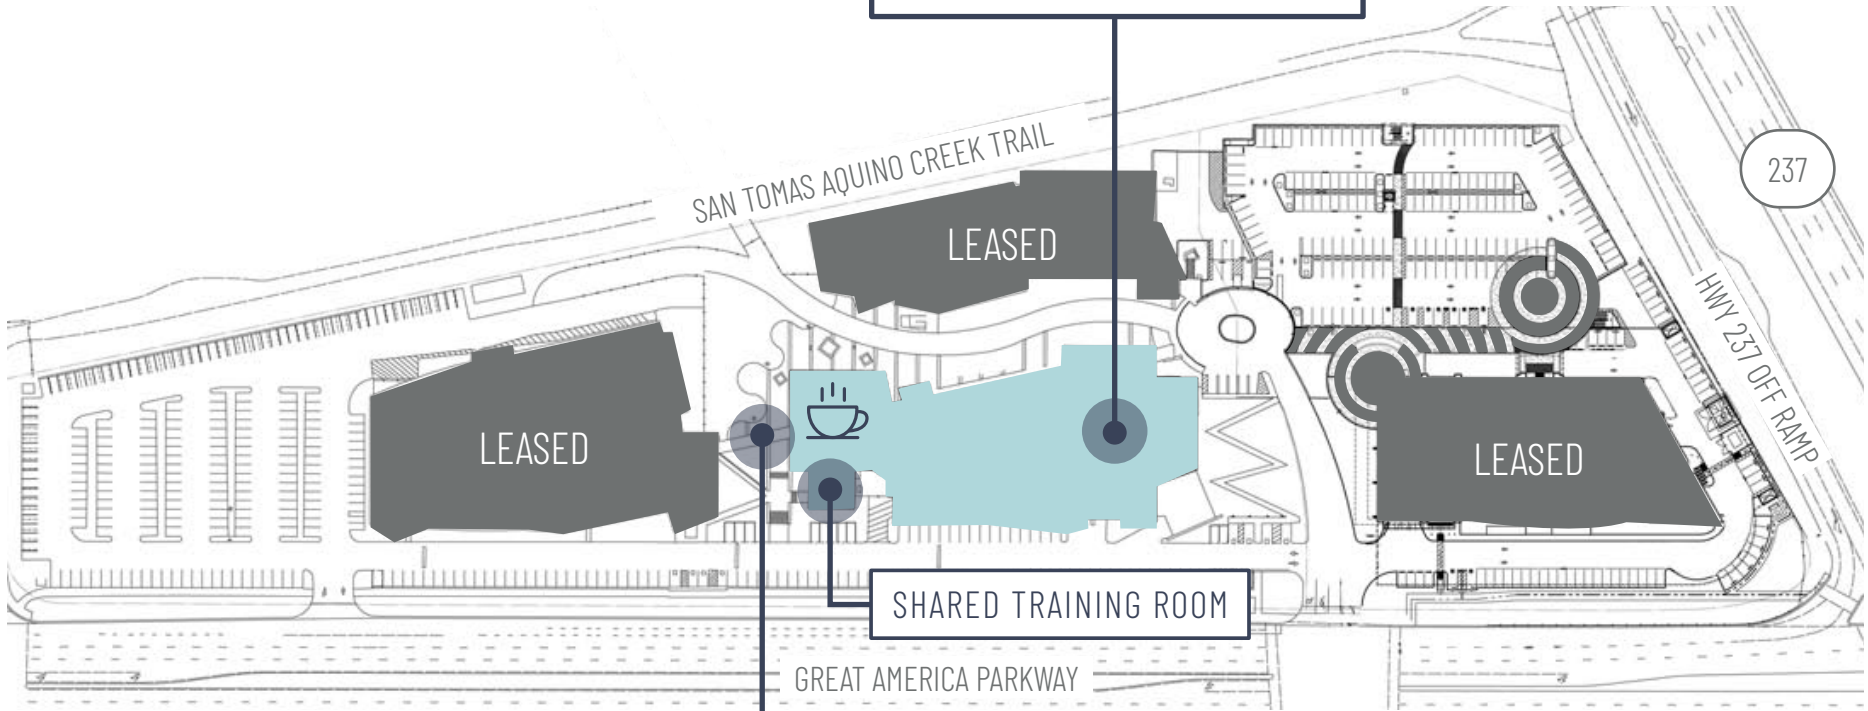 SAN TOMAS AQUINO CREEK TRAIL
237
LEASED
HWY 237 OFF RAMP
LEASED
LEASED
SHARED TRAINING ROOM
GREAT AMERICA PARKWAY